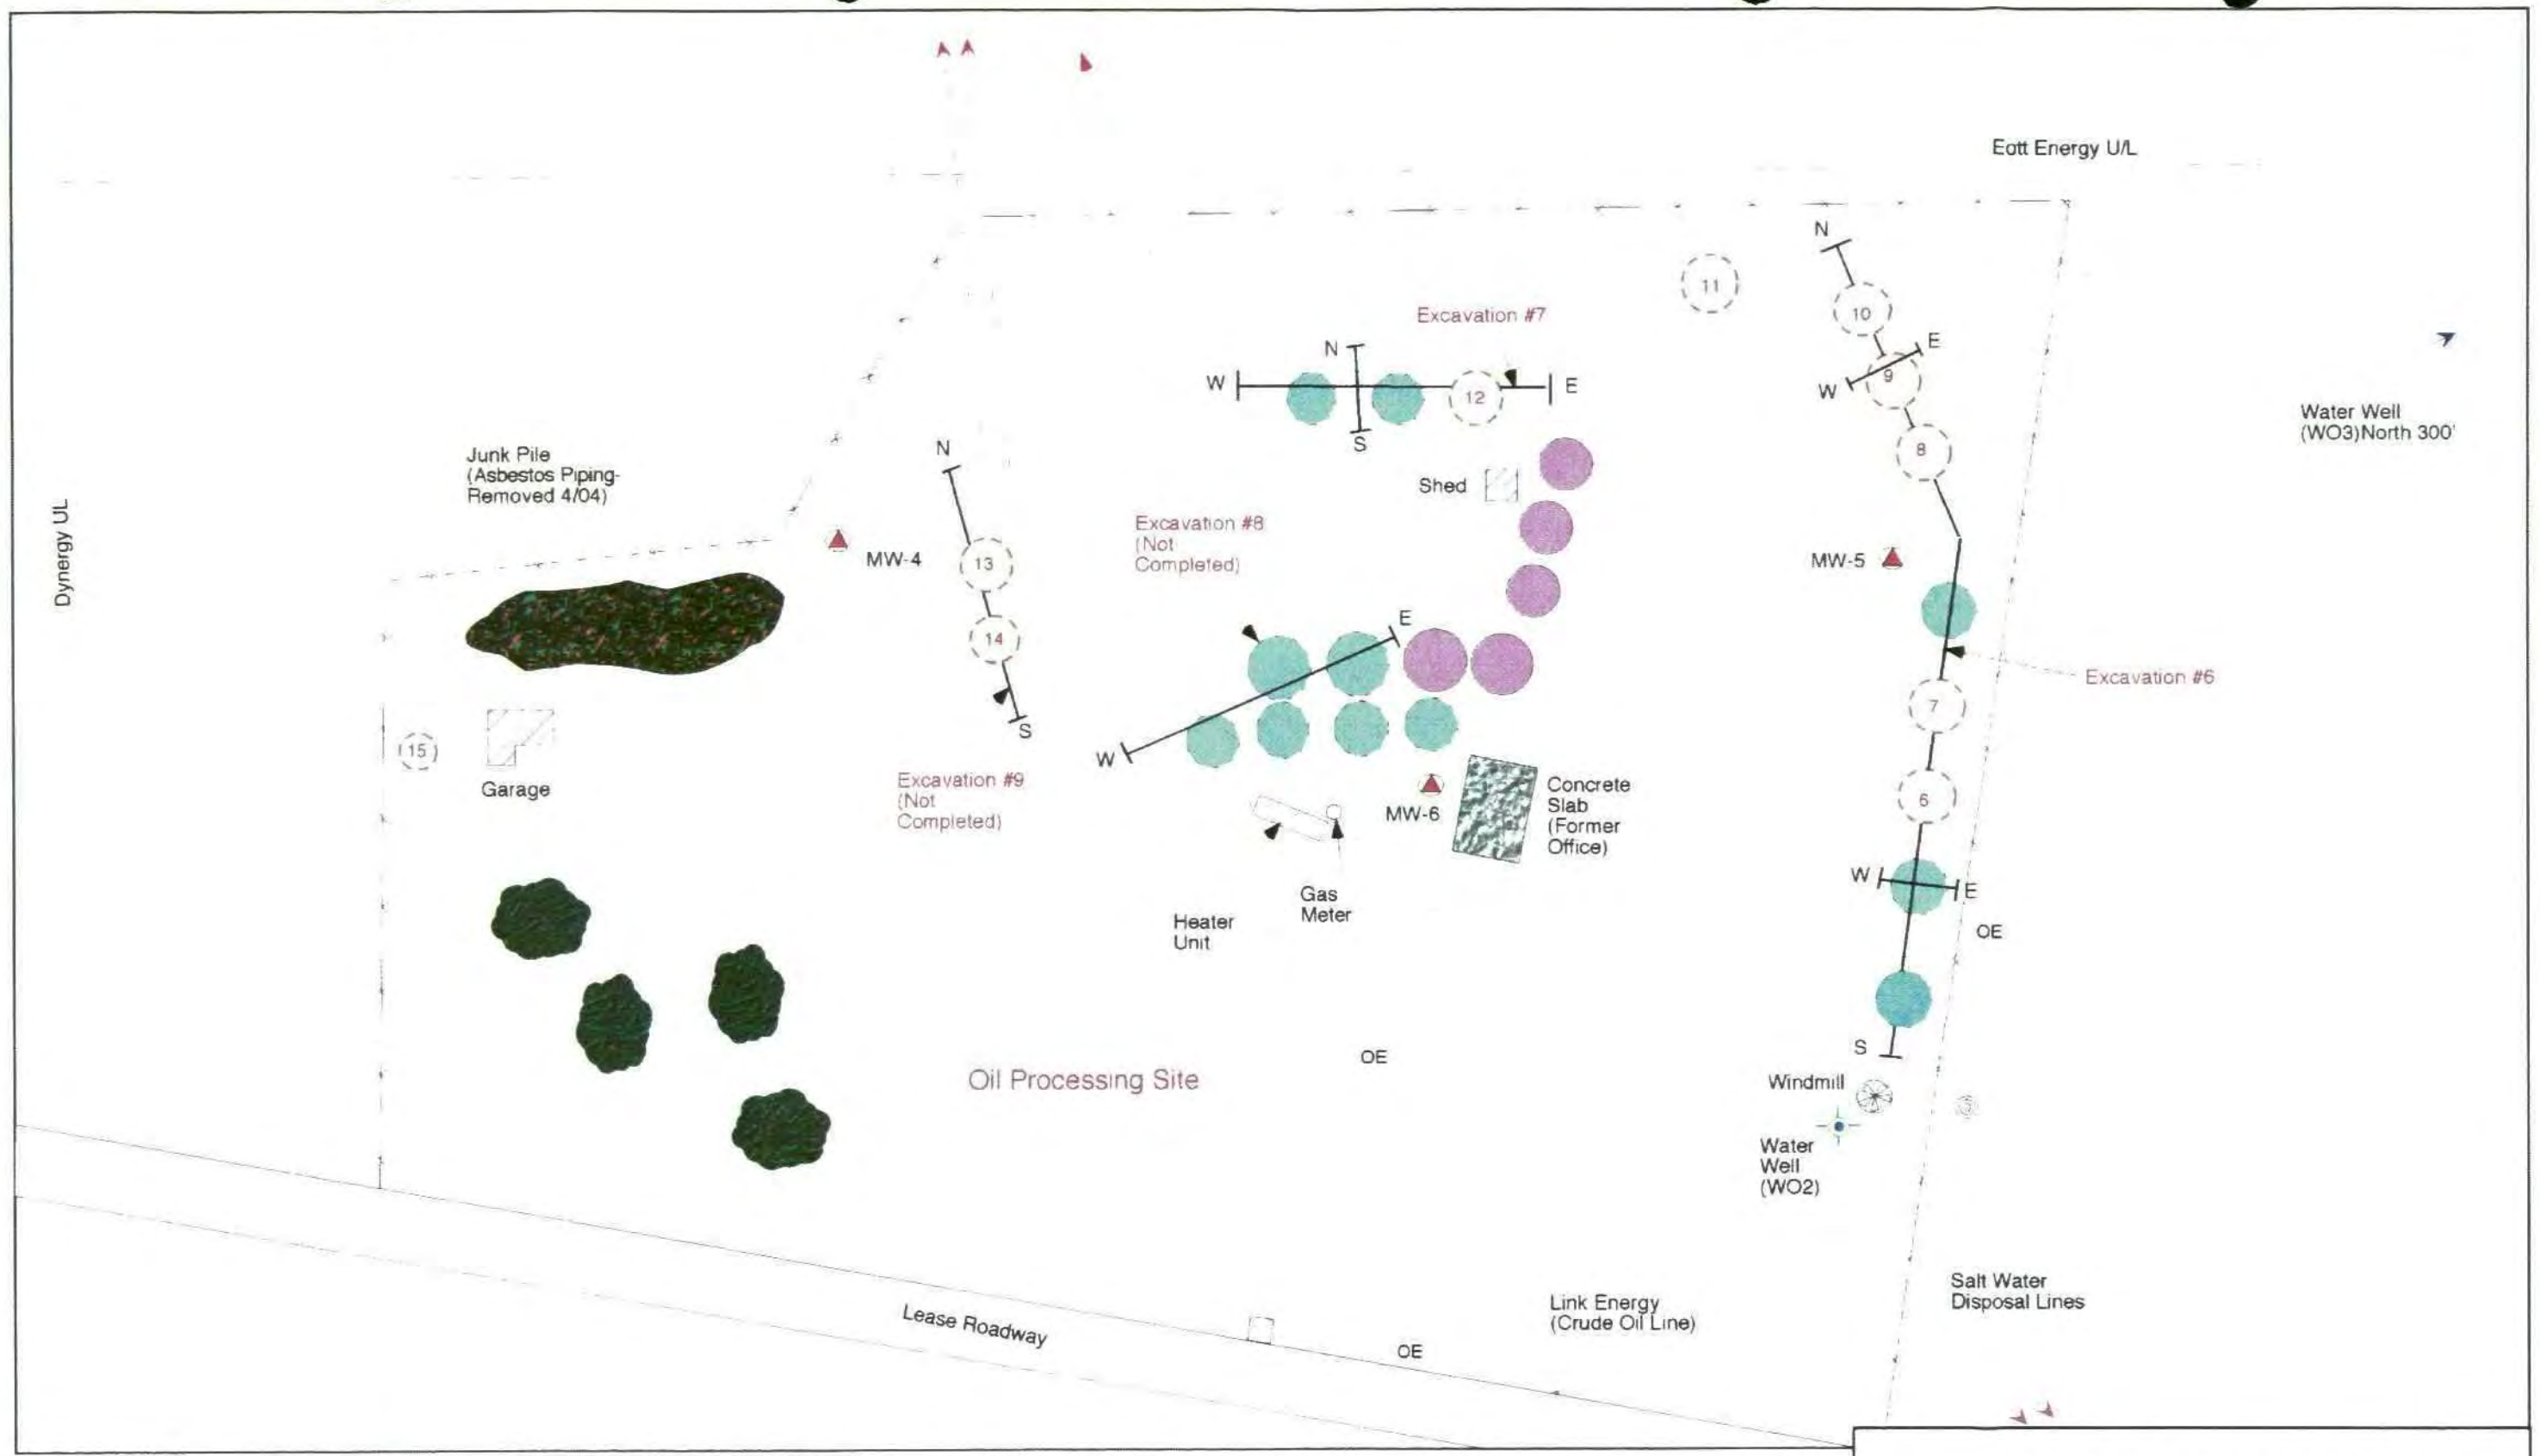 Eott Energy U/L
N
11
10
Excavation #7
E
9
W
N
W
12
E
S
Water Well
(WO3)North 300'
N
8
Junk Pile
(Asbestos Piping-
Removed 4/04)
Shed
Dynergy UL
Excavation #8
(Not
Completed)
MW-4
13
MW-5
E
14
Excavation #6
7
S
15
W
Garage
Excavation #9
(Not
Completed)
MW-6
Concrete
Slab
(Former
Office)
6
W
E
Gas
Meter
Heater
Unit
OE
S
OE
Oil Processing Site
Windmill
Water
Well
(WO2)
Salt Water
Disposal Lines
Link Energy
(Crude Oil Line)
Lease Roadway
OE